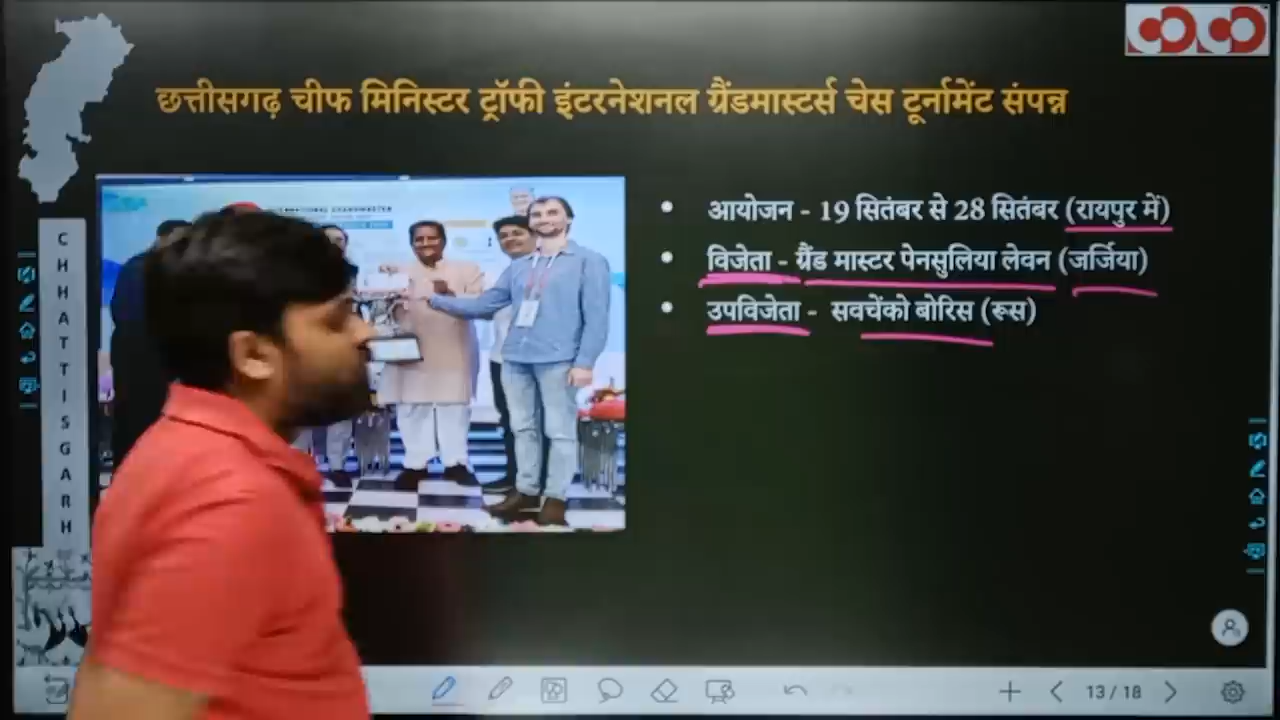 छत्तीसगढ़ चीफ मिनिस्टर ट्रॉफी इंटरनेशनल ग्रैंडमास्टर्स चेस टूर्नामेंट संपन्न
• आयोजन - 19 सितंबर से 28 सितंबर (रायपुर में)
• विजेता - ग्रैंड मास्टर पेनसुलिया लेवन (जर्जिया)
• उपविजेता - सवचेंको बोरिस (रूस)
CHHATTISGARH
13 / 18